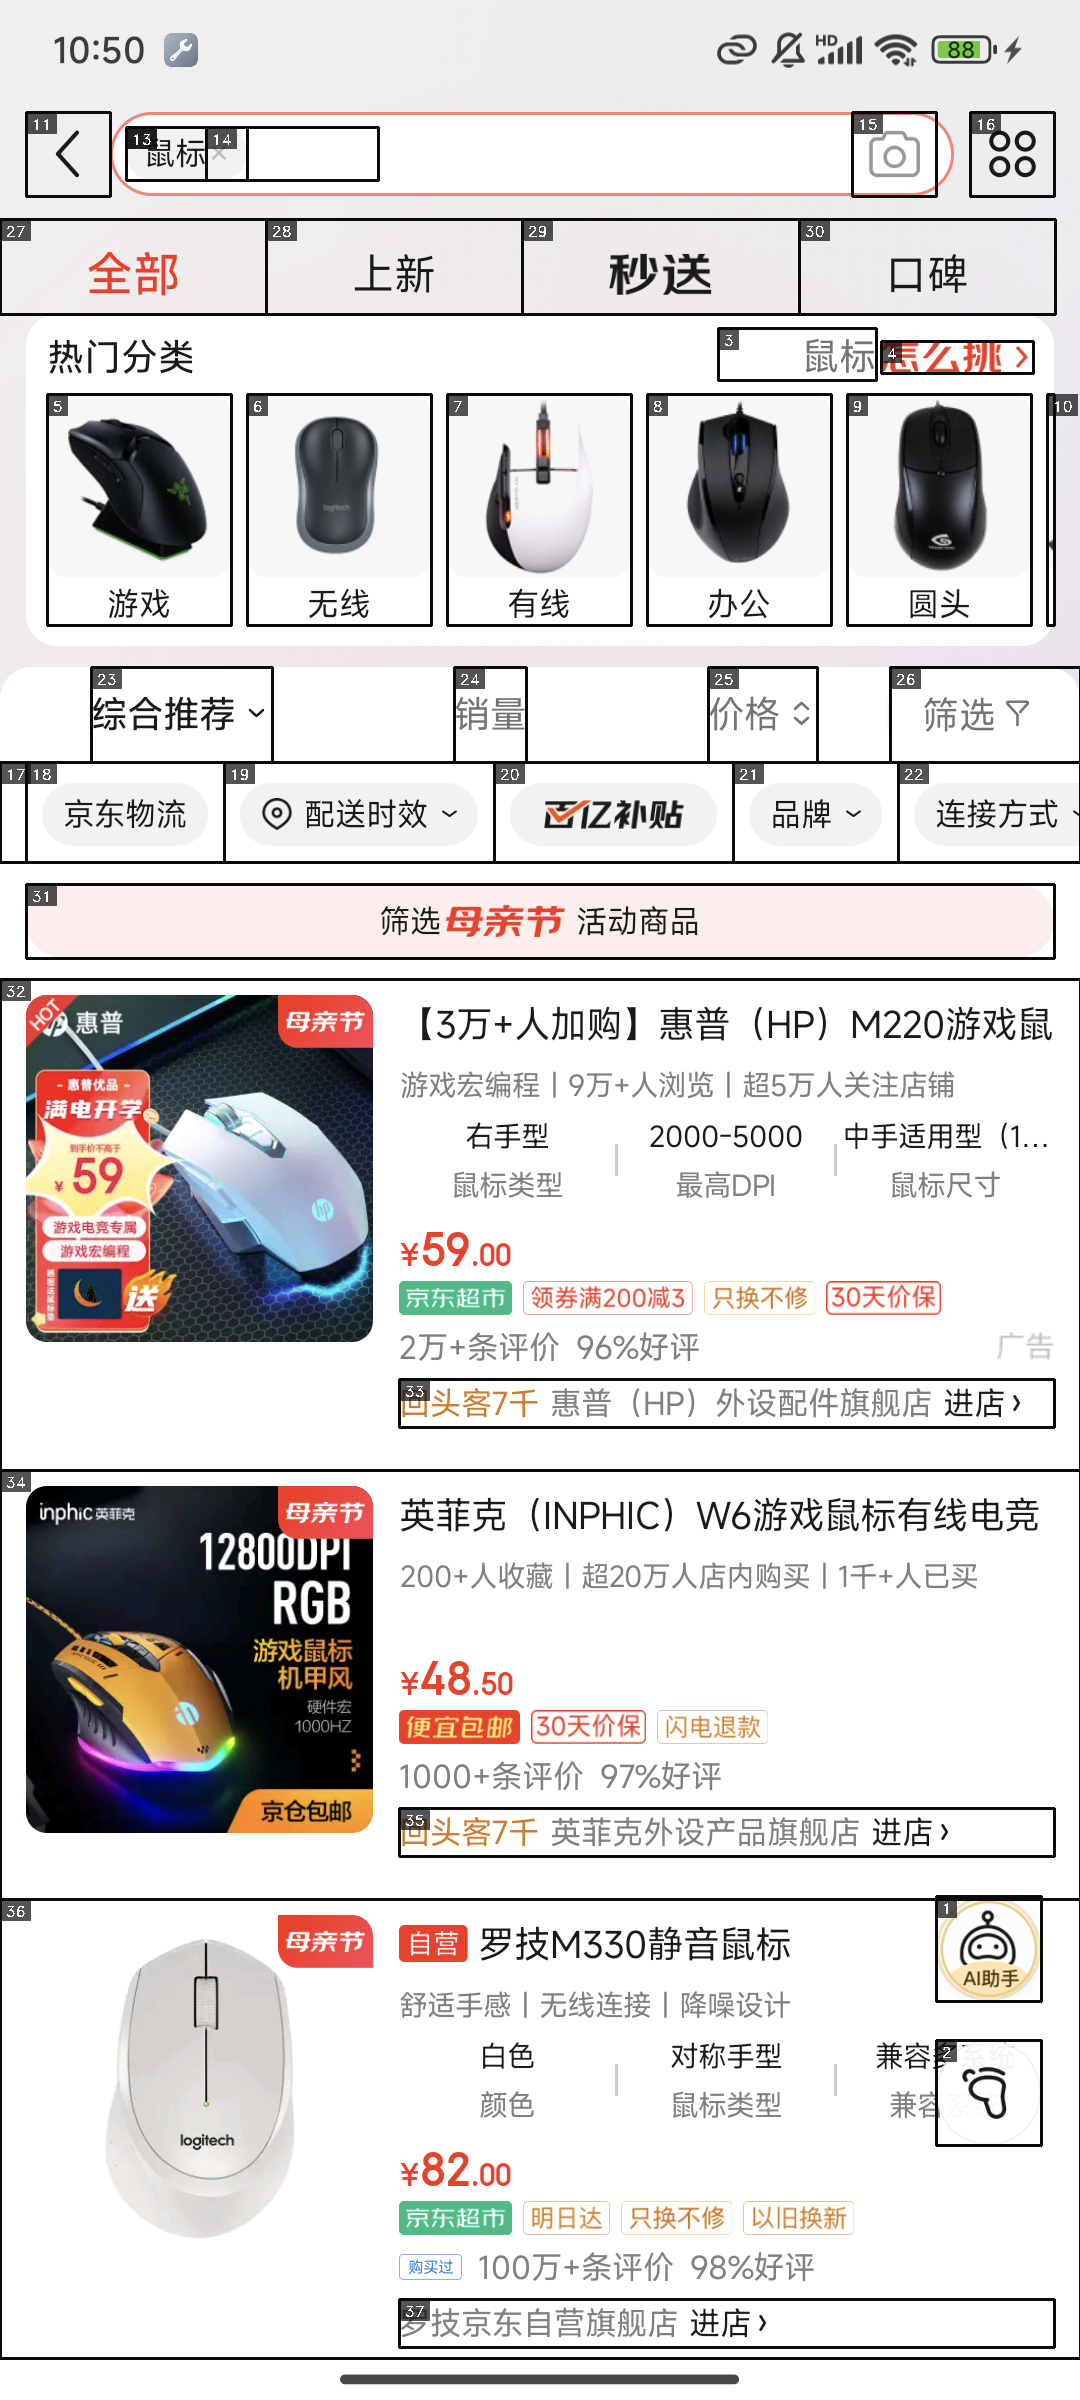 10:50
HD
88
11
13
鼠标
14
×
15
16
27
全部
28
上新
29
秒送
30
口碑
热门分类
3
鼠标
4
怎么挑 >
5
游戏
6
logitech
无线
7
有线
8
办公
9
圆头
10
23
综合推荐
24
销量
25
价格
26
筛选
17
18
京东物流
19
配送时效
20
百亿补贴
21
品牌
22
连接方式
31
筛选 母亲节 活动商品
32
HOT
惠普
母亲节
- 惠普优品 -
满电开学
到手价不高于
¥59
游戏电竞专属
游戏宏编程
送
hp
【3万+人加购】惠普（HP）M220游戏鼠
游戏宏编程 | 9万+人浏览 | 超5万人关注店铺
右手型 2000-5000 中手适用型（1...
鼠标类型 最高DPI 鼠标尺寸
¥59.00
京东超市 领券满200减3 只换不修 30天价保
2万+条评价 96%好评
广告
33
回头客7千 惠普（HP）外设配件旗舰店 进店 ›
34
inphic英菲克
母亲节
12800DPI
RGB
游戏鼠标
机甲风
硬件宏
1000HZ
京仓包邮
英菲克（INPHIC）W6游戏鼠标有线电竞
200+人收藏 | 超20万人店内购买 | 1千+人已买
¥48.50
便宜包邮 30天价保 闪电退款
1000+条评价 97%好评
35
回头客7千 英菲克外设产品旗舰店 进店 ›
36
母亲节
logitech
自营 罗技M330静音鼠标
1
AI助手
舒适手感 | 无线连接 | 降噪设计
白色 对称手型 兼容多系统
2
颜色 鼠标类型 兼容系统
¥82.00
京东超市 明日达 只换不修 以旧换新
购买过 100万+条评价 98%好评
37
罗技京东自营旗舰店 进店 ›